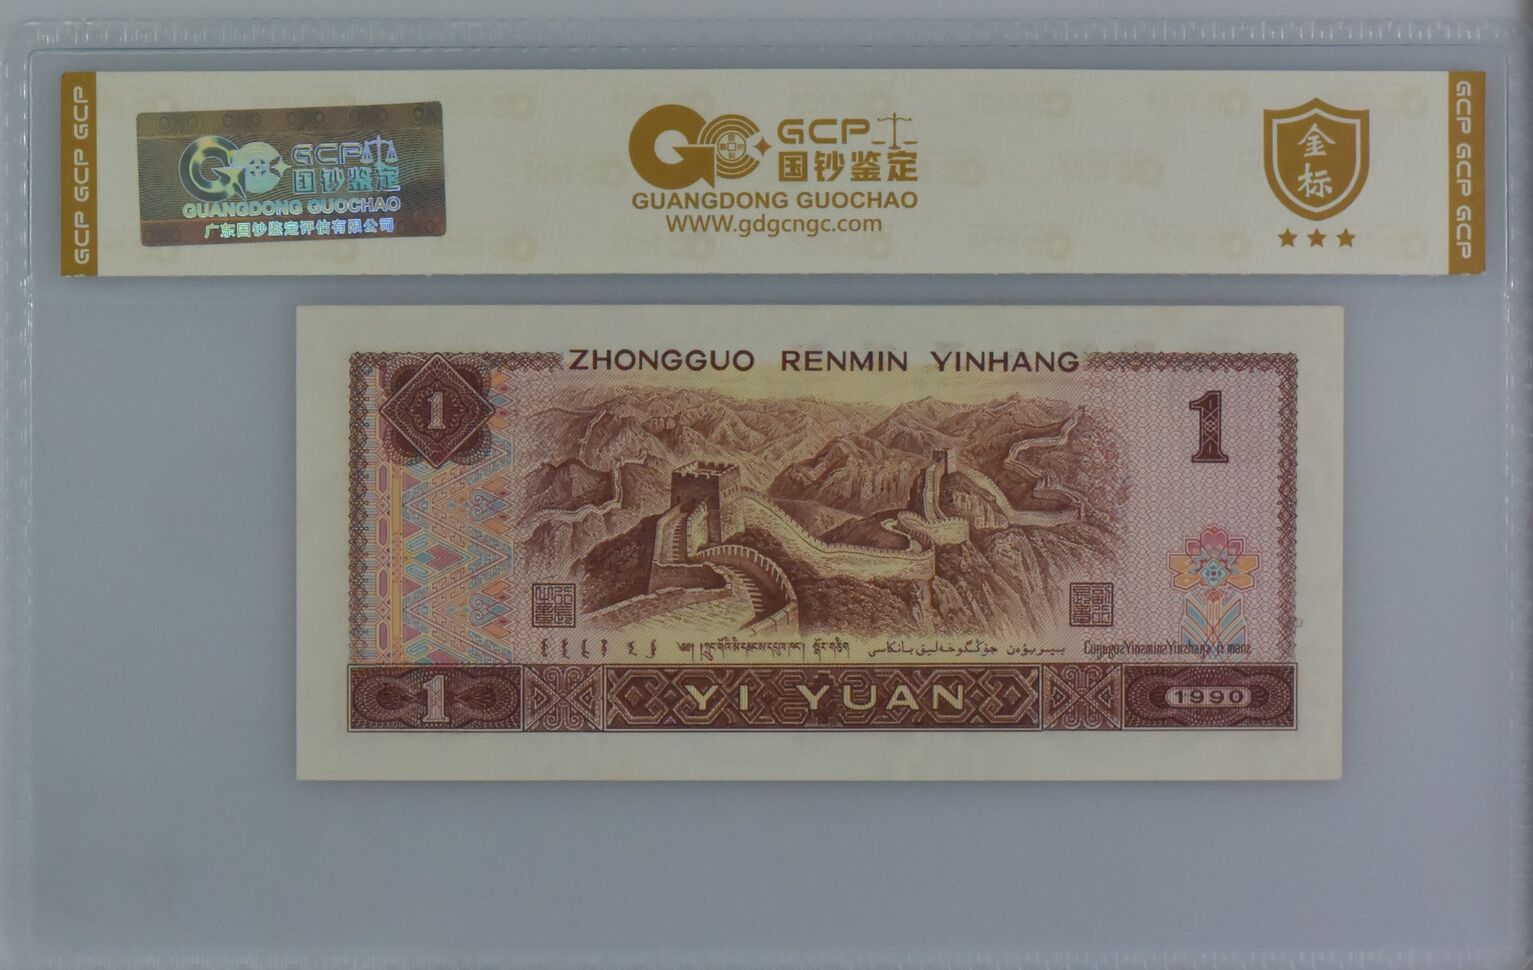 GCP GCP GCP
GCP
国钞鉴定
GUANGDONG GUOCHAO
广东国钞鉴定评估有限公司
GCP
国钞鉴定
GUANGDONG GUOCHAO
WWW.gdgcngc.com
金
标
GCP GCP GCP
ZHONGGUO RENMIN YINHANG
1
1
1
YI YUAN
1990